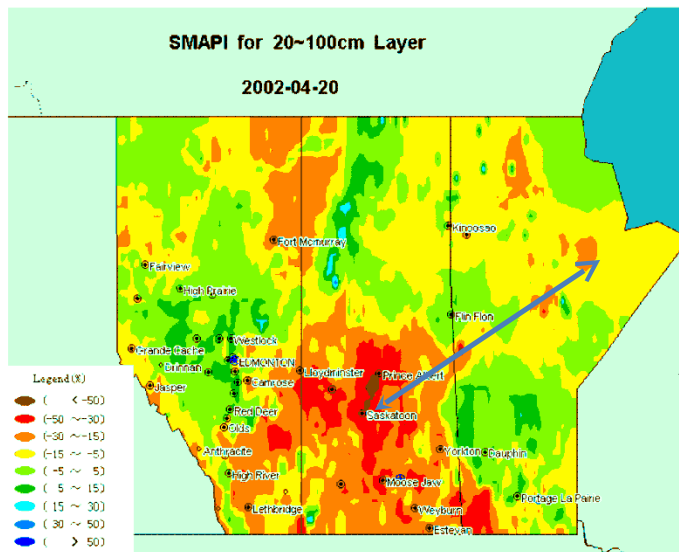 SMAPI for 20~100cm Layer
2002-04-20
Kinoosao
Fort Mcmurray
Fairview
High Prairie
Flin Flon
Westlock
Grande Cache
EDMONTON
Drinnan
Lloydminster
Prince Albert
Jasper
Camrose
Red Deer
Saskatoon
Olds
Anthracite
Yorkton
Dauphin
High River
Moose Jaw
Portage La Pairie
Lethbridge
Weyburn
Estevan
Legend(%)
( < -50)
(-50 ~ -30)
(-30 ~ -15)
(-15 ~ -5)
( -5 ~ 5)
( 5 ~ 15)
( 15 ~ 30)
( 30 ~ 50)
( > 50)